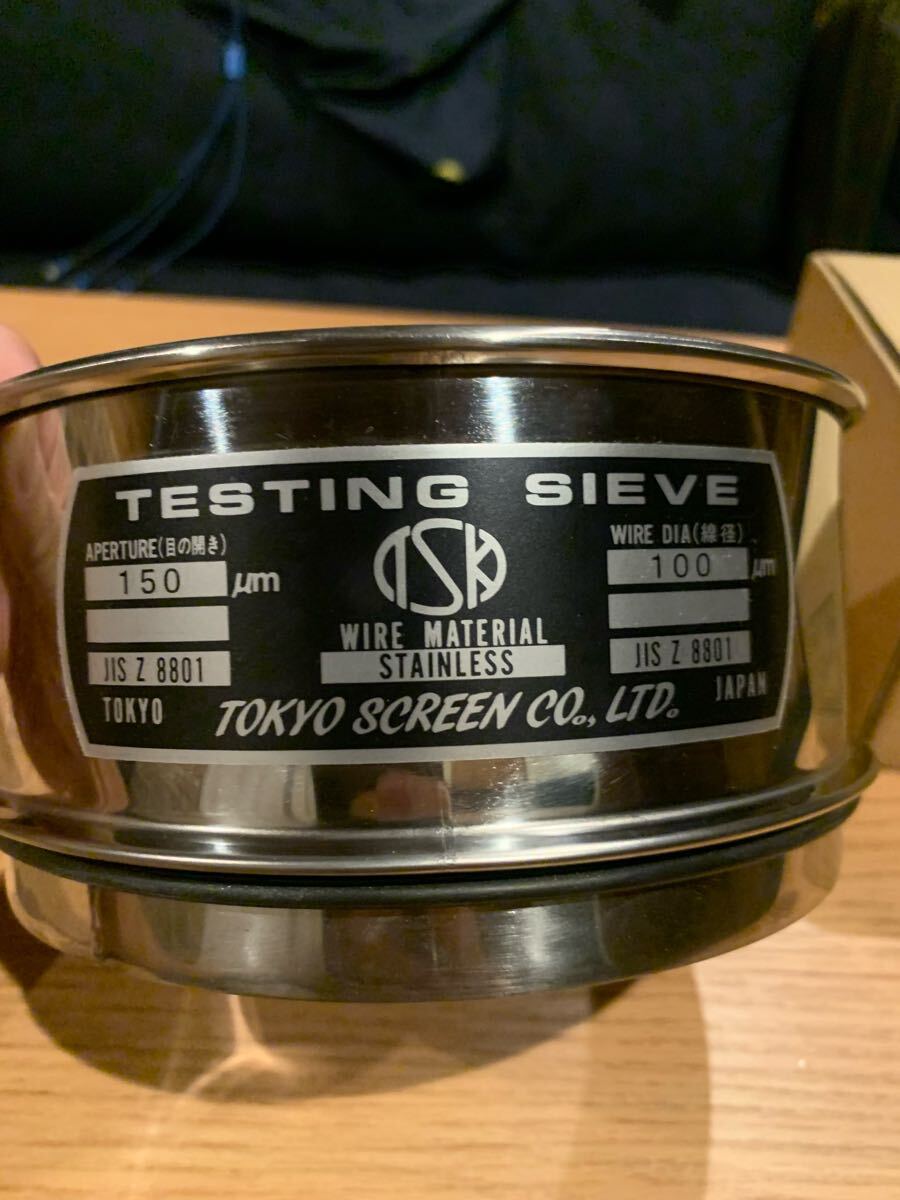 TESTING SIEVE
APERTURE(目の開き)
150 μm
JIS Z 8801
TOKYO
TSK
WIRE MATERIAL
STAINLESS
WIRE DIA(線径)
100 μm
JIS Z 8801
JAPAN
TOKYO SCREEN CO., LTD.